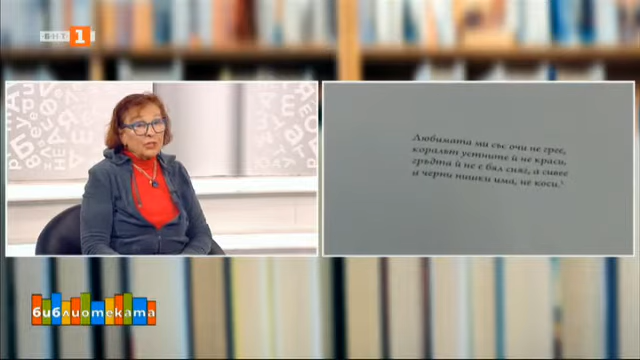 БНТ 1
Любимата ми със очи не грее,
коралът устните ѝ не краси,
гръдта ѝ не е бял сняг, а сивее
и черни нишки има, не коси.¹
библиотеката